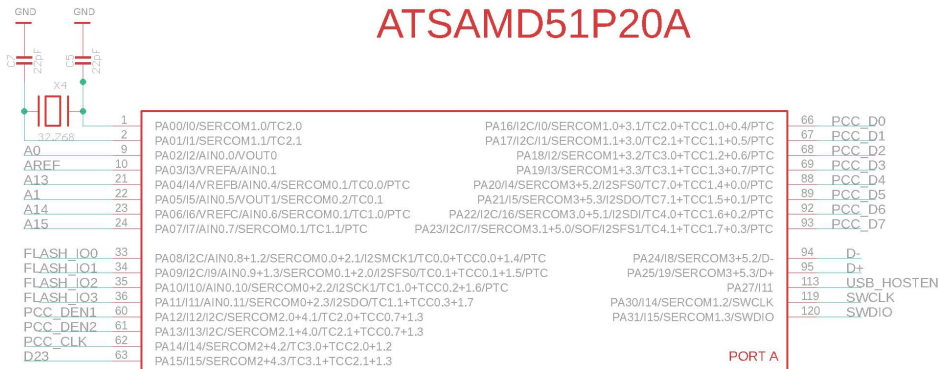 ATSAMD51P20A
GND GND
C7 22pF C5 22pF
X4
32.768
1 PA00/I0/SERCOM1.0/TC2.0 PA16/I2C/I0/SERCOM1.0+3.1/TC2.0+TCC1.0+0.4/PTC 66 PCC_D0
2 PA01/I1/SERCOM1.1/TC2.1 PA17/I2C/I1/SERCOM1.1+3.0/TC2.1+TCC1.1+0.5/PTC 67 PCC_D1
A0 9 PA02/I2/AIN0.0/VOUT0 PA18/I2/SERCOM1+3.2/TC3.0+TCC1.2+0.6/PTC 68 PCC_D2
AREF 10 PA03/I3/VREFA/AIN0.1 PA19/I3/SERCOM1+3.3/TC3.1+TCC1.3+0.7/PTC 69 PCC_D3
A13 21 PA04/I4/VREFB/AIN0.4/SERCOM0.1/TC0.0/PTC PA20/I4/SERCOM3+5.2/I2SFS0/TC7.0+TCC1.4+0.0/PTC 88 PCC_D4
A1 22 PA05/I5/AIN0.5/VOUT1/SERCOM0.2/TC0.1 PA21/I5/SERCOM3+5.3/I2SDO/TC7.1+TCC1.5+0.1/PTC 89 PCC_D5
A14 23 PA06/I6/VREFC/AIN0.6/SERCOM0.1/TC1.0/PTC PA22/I2C/16/SERCOM3.0+5.1/I2SDI/TC4.0+TCC1.6+0.2/PTC 92 PCC_D6
A15 24 PA07/I7/AIN0.7/SERCOM0.1/TC1.1/PTC PA23/I2C/I7/SERCOM3.1+5.0/SOF/I2SFS1/TC4.1+TCC1.7+0.3/PTC 93 PCC_D7
FLASH_IO0 33 PA08/I2C/AIN0.8+1.2/SERCOM0.0+2.1/I2SMCK1/TC0.0+TCC0.0+1.4/PTC PA24/I8/SERCOM3+5.2/D- 94 D-
FLASH_IO1 34 PA09/I2C/I9/AIN0.9+1.3/SERCOM0.1+2.0/I2SFS0/TC0.1+TCC0.1+1.5/PTC PA25/19/SERCOM3+5.3/D+ 95 D+
FLASH_IO2 35 PA10/I10/AIN0.10/SERCOM0+2.2/I2SCK1/TC1.0+TCC0.2+1.6/PTC PA27/I11 113 USB_HOSTEN
FLASH_IO3 36 PA11/I11/AIN0.11/SERCOM0+2.3/I2SDO/TC1.1+TCC0.3+1.7 PA30/I14/SERCOM1.2/SWCLK 119 SWCLK
PCC_DEN1 60 PA12/I12/I2C/SERCOM2.0+4.1/TC2.0+TCC0.7+1.3 PA31/I15/SERCOM1.3/SWDIO 120 SWDIO
PCC_DEN2 61 PA13/I13/I2C/SERCOM2.1+4.0/TC2.1+TCC0.7+1.3
PCC_CLK 62 PA14/I14/SERCOM2+4.2/TC3.0+TCC2.0+1.2
D23 63 PA15/I15/SERCOM2+4.3/TC3.1+TCC2.1+1.3
PORT A